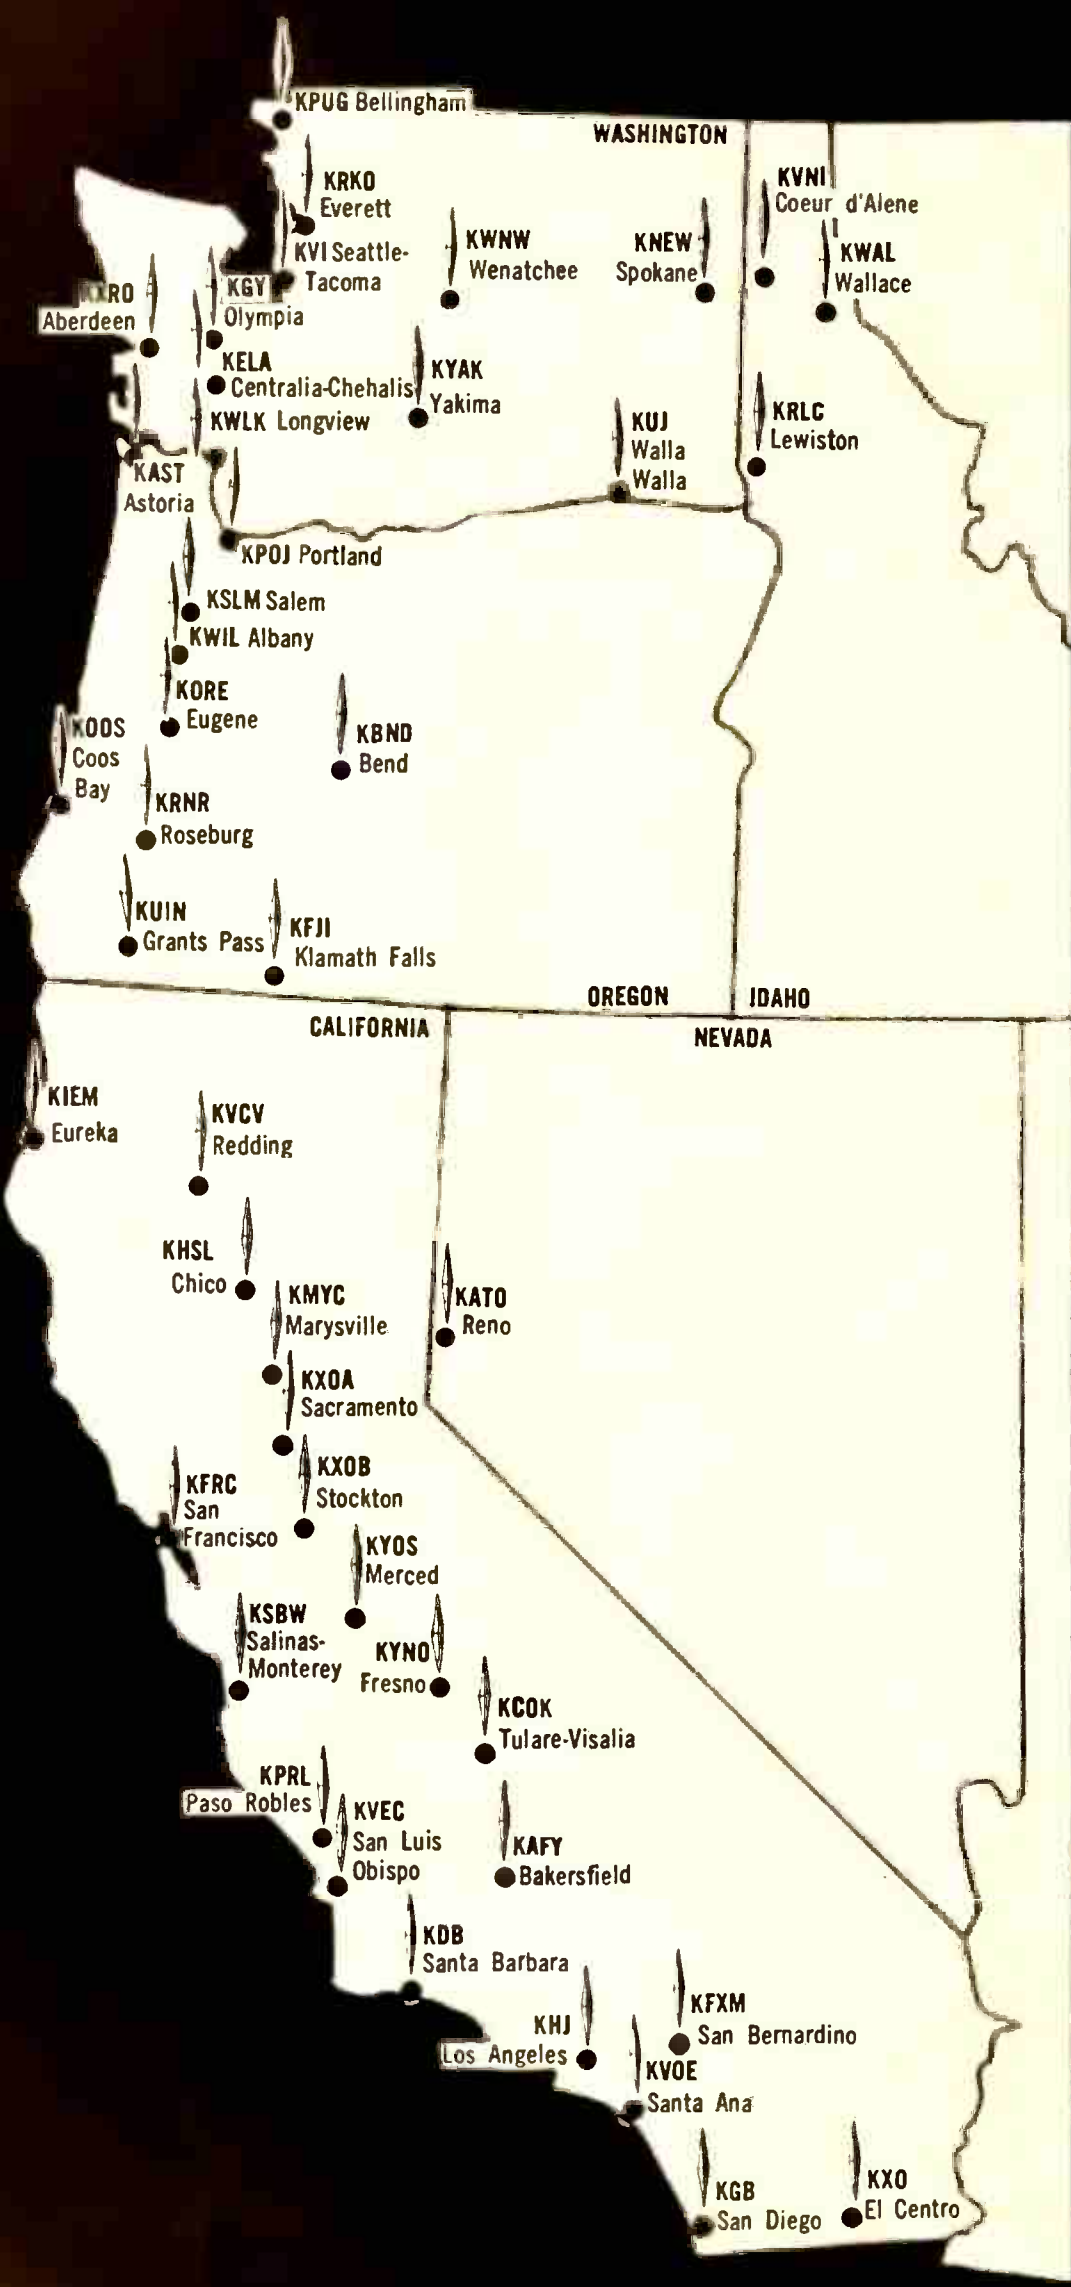 KPUG Bellingham
WASHINGTON
KRKO
Everett
KVI Seattle-
Tacoma
KWNW
Wenatchee
KNEW
Spokane
KVNI
Coeur d'Alene
KWAL
Wallace
KXRO
Aberdeen
KGY
Olympia
KELA
Centralia-Chehalis
KWLK Longview
KYAK
Yakima
KUJ
Walla
Walla
KRLC
Lewiston
KAST
Astoria
KPOJ Portland
KSLM Salem
KWIL Albany
KORE
Eugene
KBND
Bend
KOOS
Coos
Bay
KRNR
Roseburg
KUIN
Grants Pass
KFJI
Klamath Falls
OREGON
IDAHO
CALIFORNIA
NEVADA
KIEM
Eureka
KVCV
Redding
KHSL
Chico
KMYC
Marysville
KATO
Reno
KXOA
Sacramento
KXOB
Stockton
KFRC
San
Francisco
KYOS
Merced
KSBW
Salinas-
Monterey
KYNO
Fresno
KCOK
Tulare-Visalia
KPRL
Paso Robles
KVEC
San Luis
Obispo
KAFY
Bakersfield
KDB
Santa Barbara
KHJ
Los Angeles
KFXM
San Bernardino
KVOE
Santa Ana
KGB
San Diego
KXO
El Centro